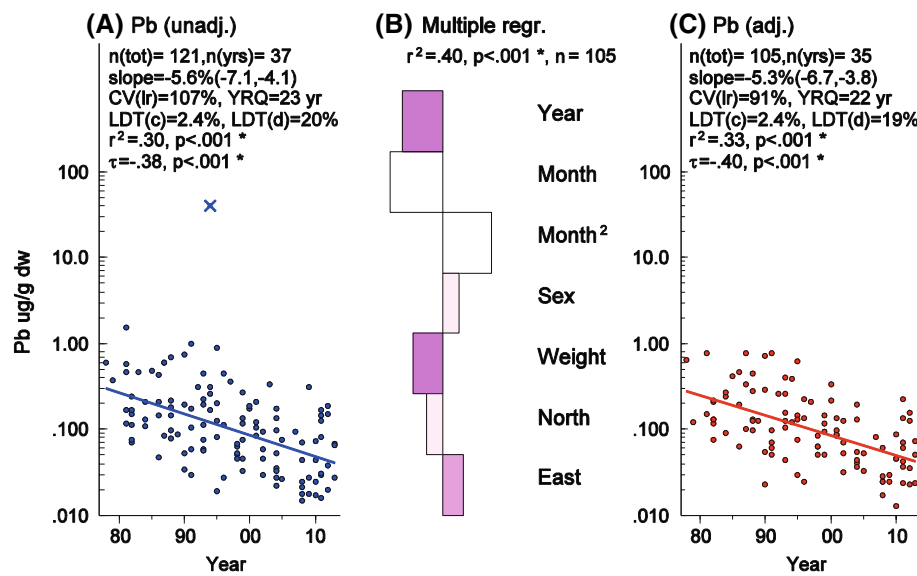 (A) Pb (unadj.)
n(tot)= 121,n(yrs)= 37
slope=-5.6%(-7.1,-4.1)
CV(lr)=107%, YRQ=23 yr
LDT(c)=2.4%, LDT(d)=20%
r²=.30, p<.001 *
τ=-.38, p<.001 *
100
10.0
1.00
.100
.010
Pb ug/g dw
80 90 00 10
Year
(B) Multiple regr.
r²=.40, p<.001 *, n = 105
Year
Month
Month²
Sex
Weight
North
East
(C) Pb (adj.)
n(tot)= 105,n(yrs)= 35
slope=-5.3%(-6.7,-3.8)
CV(lr)=91%, YRQ=22 yr
LDT(c)=2.4%, LDT(d)=19%
r²=.33, p<.001 *
τ=-.40, p<.001 *
100
10.0
1.00
.100
.010
80 90 00 10
Year